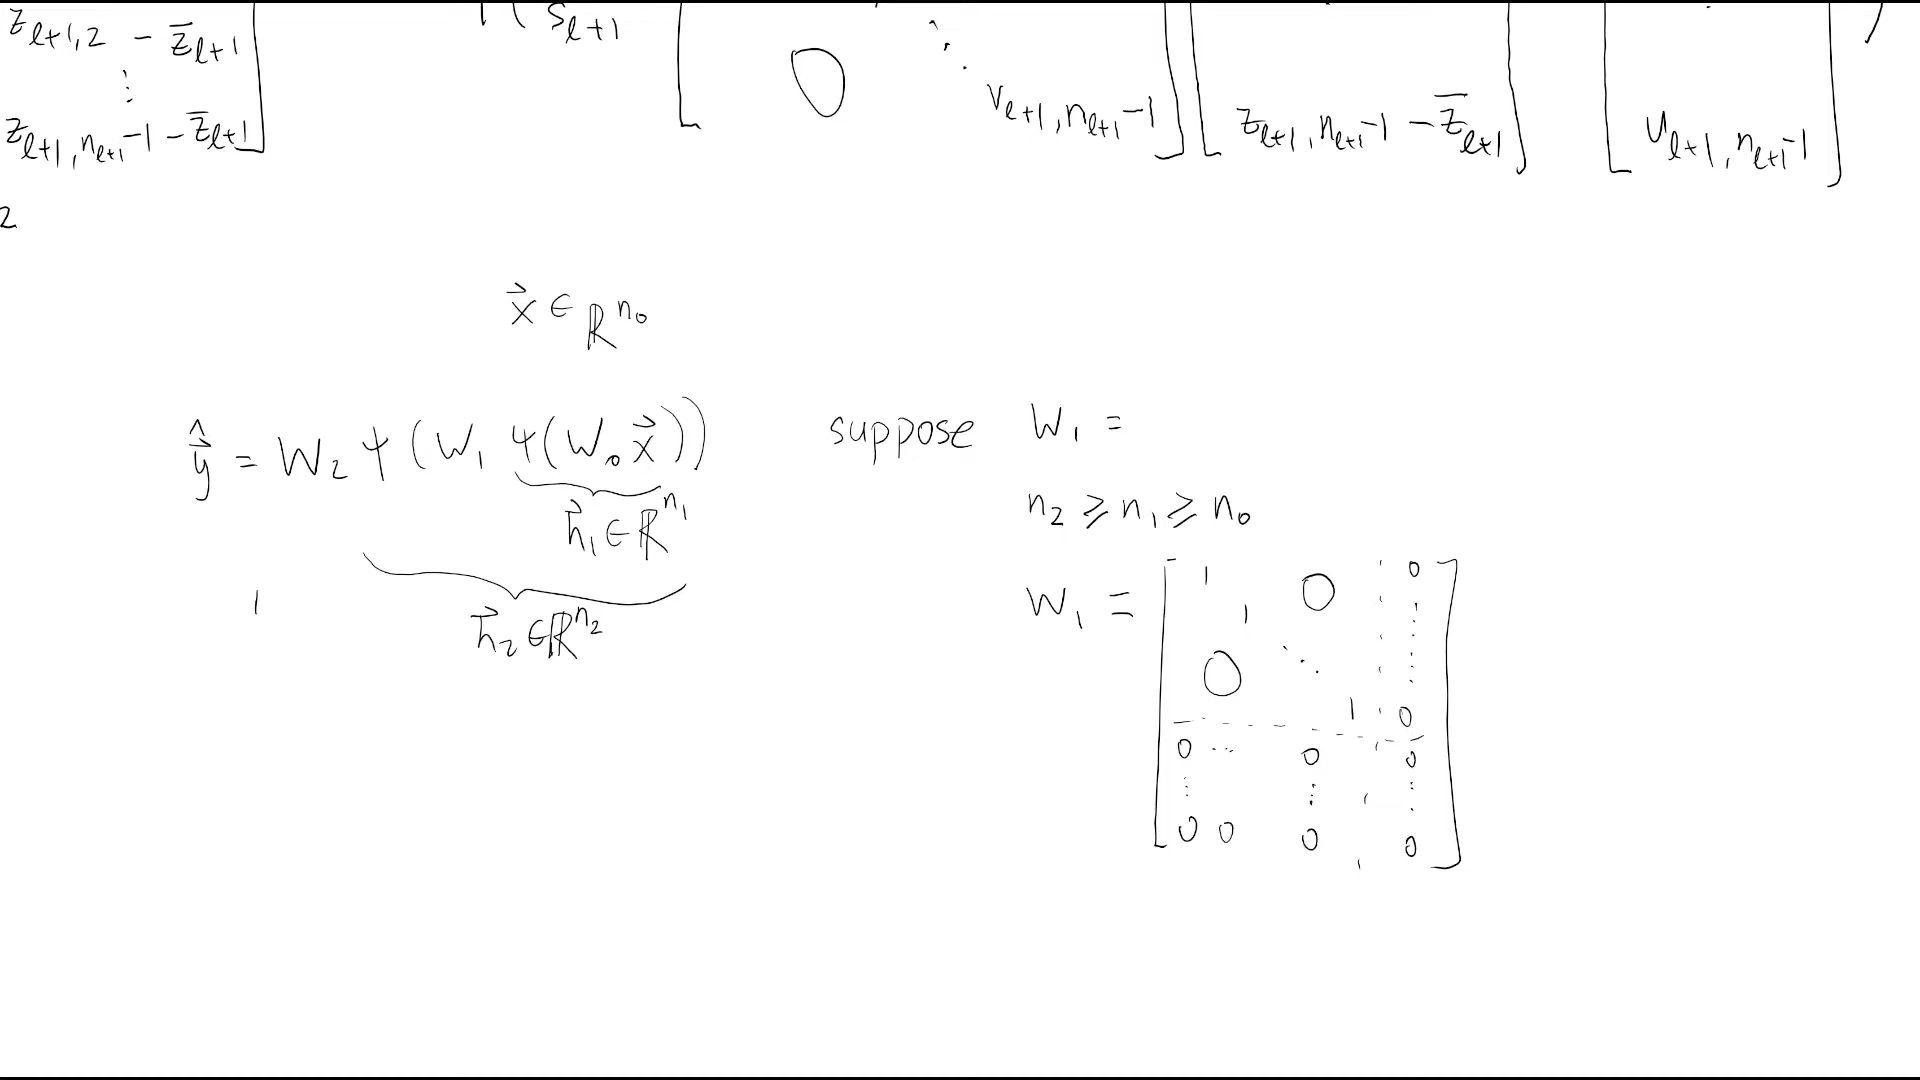 z_{ℓ+1,2} − z̄_{ℓ+1}
⋮
z_{ℓ+1,n_{ℓ+1}−1} − z̄_{ℓ+1}
s_{ℓ+1} [ 0 ⋱ v_{ℓ+1,n_{ℓ+1}−1} ] [ z_{ℓ+1,n_{ℓ+1}−1} − z̄_{ℓ+1} ] [ u_{ℓ+1,n_{ℓ+1}−1} ] )
2
x⃗ ∈ ℝ^{n_0}
ŷ⃗ = W_2 ψ(W_1 ψ(W_0 x⃗))
h⃗_1 ∈ ℝ^{n_1}
h⃗_2 ∈ ℝ^{n_2}
1
suppose W_1 =
n_2 ≥ n_1 ≥ n_0
W_1 = [
1 0 ⋮ 0
1 ⋮
0 ⋱ ⋮
1 ⋮ 0
0 ⋯ 0 0
⋮ ⋮ ⋮
0 0 0 0
]